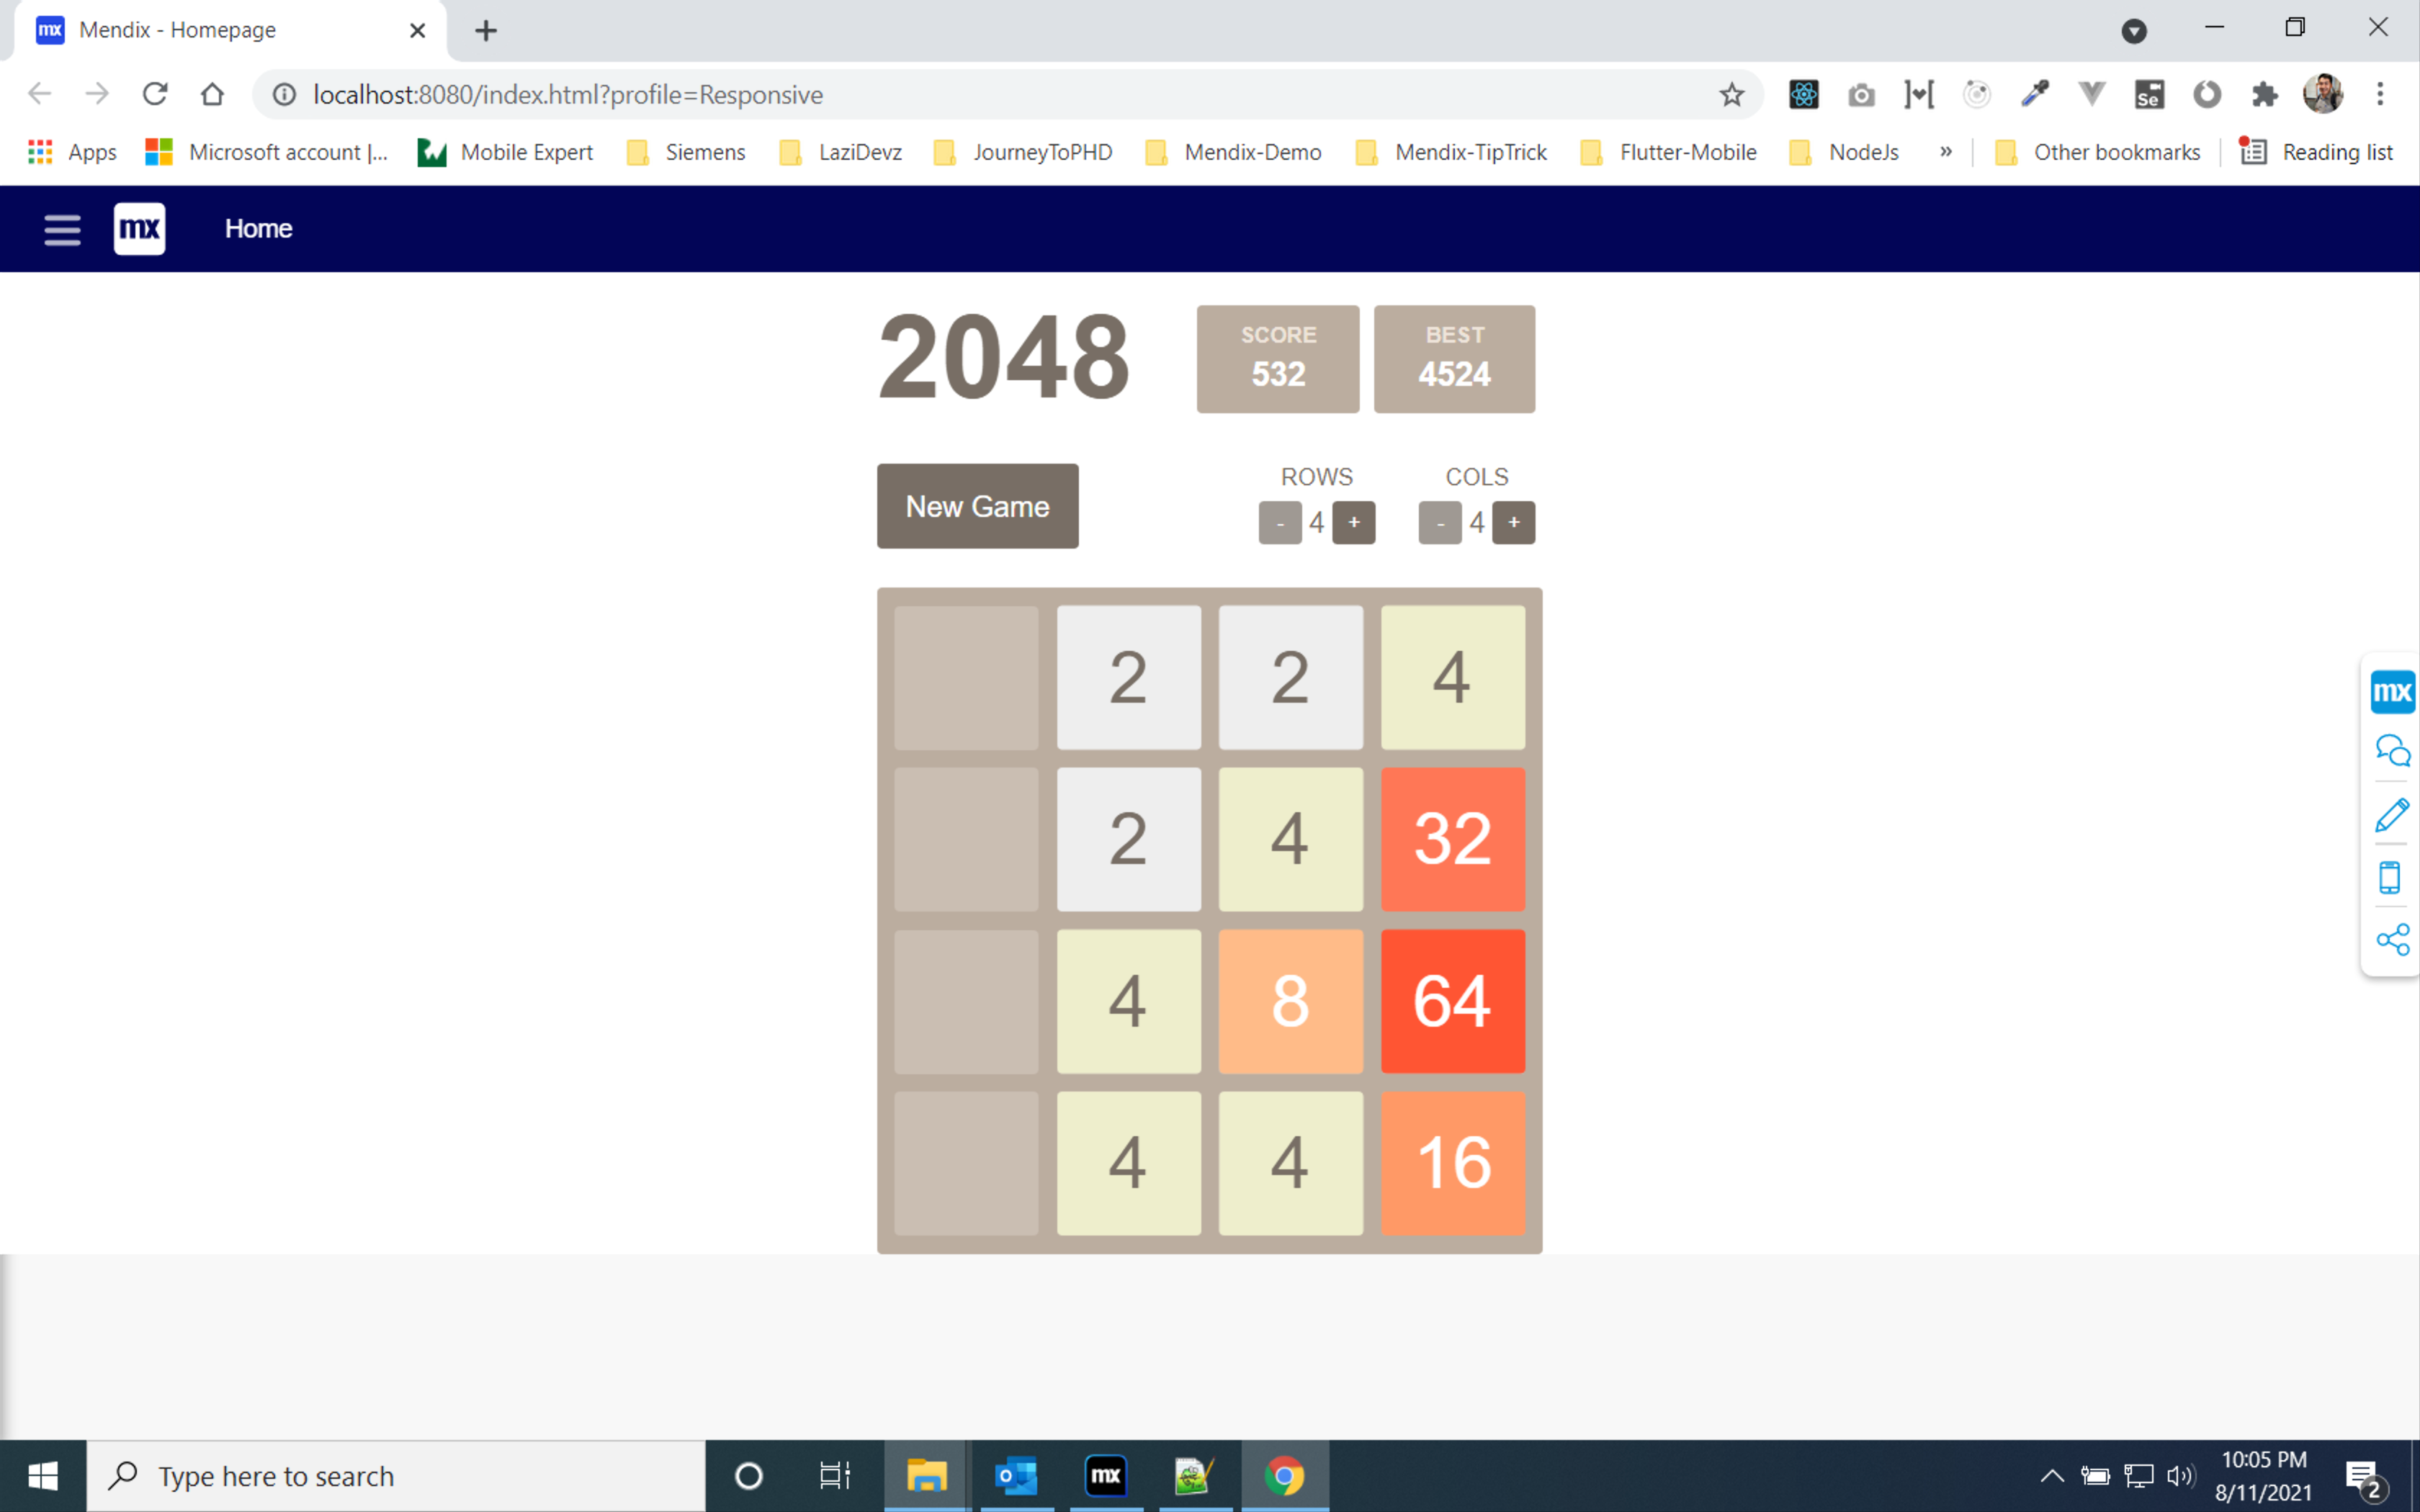 mx Mendix - Homepage
localhost:8080/index.html?profile=Responsive
Se
Apps Microsoft account |... Mobile Expert Siemens LaziDevz JourneyToPHD Mendix-Demo Mendix-TipTrick Flutter-Mobile NodeJs » Other bookmarks Reading list
mx Home
2048
SCORE BEST
532 4524
ROWS COLS
New Game
- 4 + - 4 +
2 2 4
mx
2 4 32
4 8 64
4 4 16
Type here to search
mx
10:05 PM
8/11/2021
2